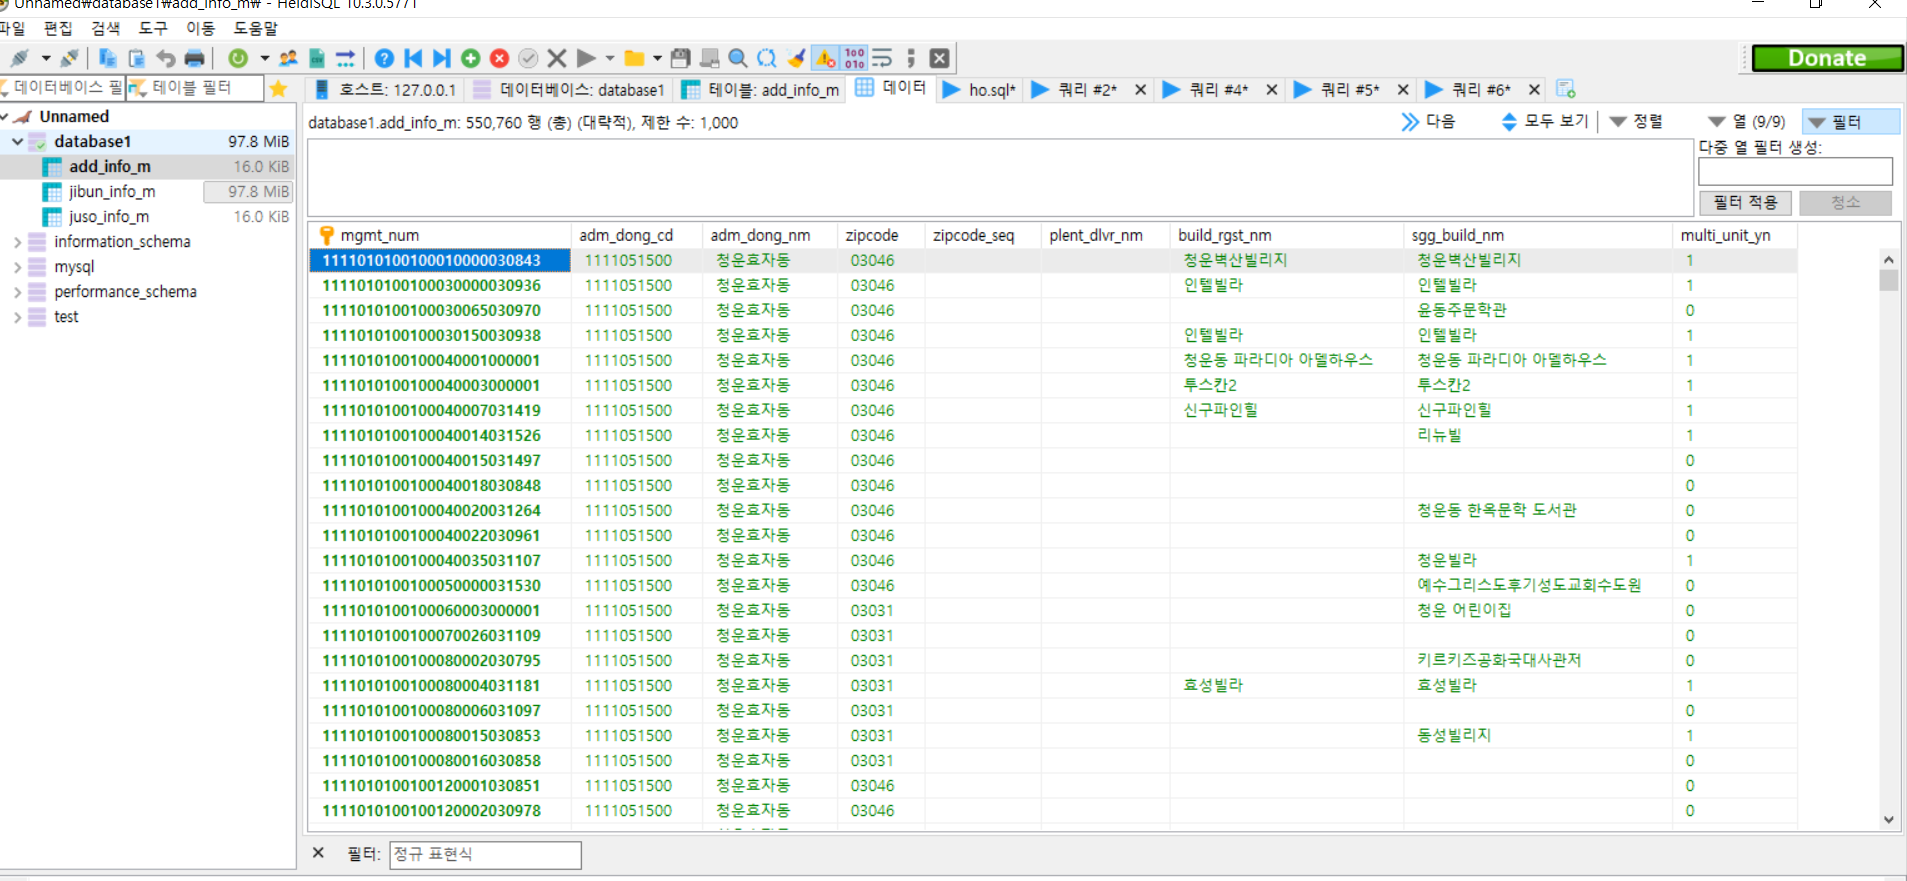 Unnamed\database1\add_info_m\ - HeidiSQL 10.3.0.5771
파일 편집 검색 도구 이동 도움말
Donate
데이터베이스 필 테이블 필터
호스트: 127.0.0.1 데이터베이스: database1 테이블: add_info_m 데이터 ho.sql* 쿼리 #2* 쿼리 #4* 쿼리 #5* 쿼리 #6*
Unnamed
database1 97.8 MiB
add_info_m 16.0 KiB
jibun_info_m 97.8 MiB
juso_info_m 16.0 KiB
information_schema
mysql
performance_schema
test
database1.add_info_m: 550,760 행 (총) (대략적), 제한 수: 1,000 다음 모두 보기 정렬 열 (9/9) 필터
다중 열 필터 생성:
필터 적용 청소
mgmt_num adm_dong_cd adm_dong_nm zipcode zipcode_seq plent_dlvr_nm build_rgst_nm sgg_build_nm multi_unit_yn
1111010100100010000030843 1111051500 청운효자동 03046 청운벽산빌리지 청운벽산빌리지 1
1111010100100030000030936 1111051500 청운효자동 03046 인텔빌라 인텔빌라 1
1111010100100030065030970 1111051500 청운효자동 03046 윤동주문학관 0
1111010100100030150030938 1111051500 청운효자동 03046 인텔빌라 인텔빌라 1
1111010100100040001000001 1111051500 청운효자동 03046 청운동 파라디아 아델하우스 청운동 파라디아 아델하우스 1
1111010100100040003000001 1111051500 청운효자동 03046 투스칸2 투스칸2 1
1111010100100040007031419 1111051500 청운효자동 03046 신구파인힐 신구파인힐 1
1111010100100040014031526 1111051500 청운효자동 03046 리뉴빌 1
1111010100100040015031497 1111051500 청운효자동 03046 0
1111010100100040018030848 1111051500 청운효자동 03046 0
1111010100100040020031264 1111051500 청운효자동 03046 청운동 한옥문학 도서관 0
1111010100100040022030961 1111051500 청운효자동 03046 0
1111010100100040035031107 1111051500 청운효자동 03046 청운빌라 1
1111010100100050000031530 1111051500 청운효자동 03046 예수그리스도후기성도교회수도원 0
1111010100100060003000001 1111051500 청운효자동 03031 청운 어린이집 0
1111010100100070026031109 1111051500 청운효자동 03031 0
1111010100100080002030795 1111051500 청운효자동 03031 키르키즈공화국대사관저 0
1111010100100080004031181 1111051500 청운효자동 03031 효성빌라 효성빌라 1
1111010100100080006031097 1111051500 청운효자동 03031 0
1111010100100080015030853 1111051500 청운효자동 03031 동성빌리지 1
1111010100100080016030858 1111051500 청운효자동 03031 0
1111010100100120001030851 1111051500 청운효자동 03046 0
1111010100100120002030978 1111051500 청운효자동 03046 0
필터: 정규 표현식